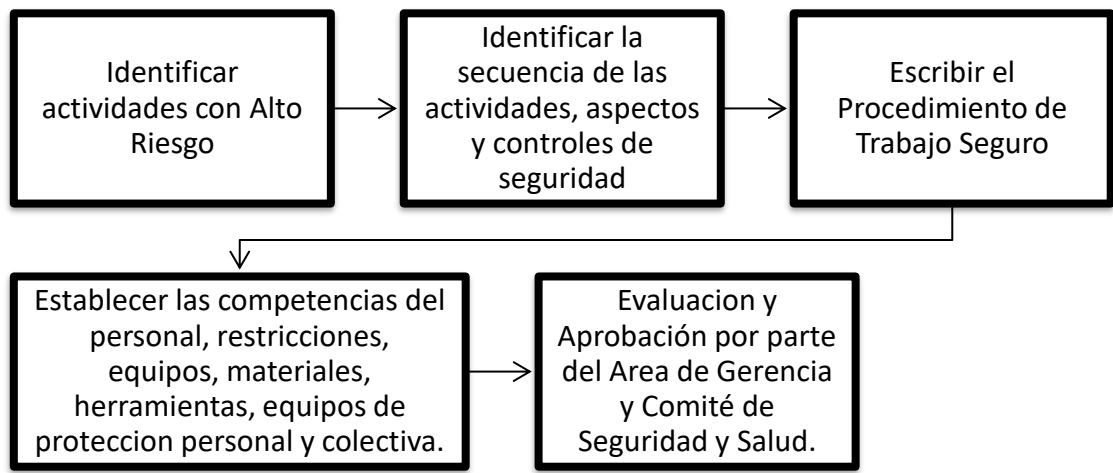 Identificar
actividades con Alto
Riesgo
Identificar la
secuencia de las
actividades, aspectos
y controles de
seguridad
Escribir el
Procedimiento de
Trabajo Seguro
Establecer las competencias del
personal, restricciones,
equipos, materiales,
herramientas, equipos de
proteccion personal y colectiva.
Evaluacion y
Aprobación por parte
del Area de Gerencia
y Comité de
Seguridad y Salud.